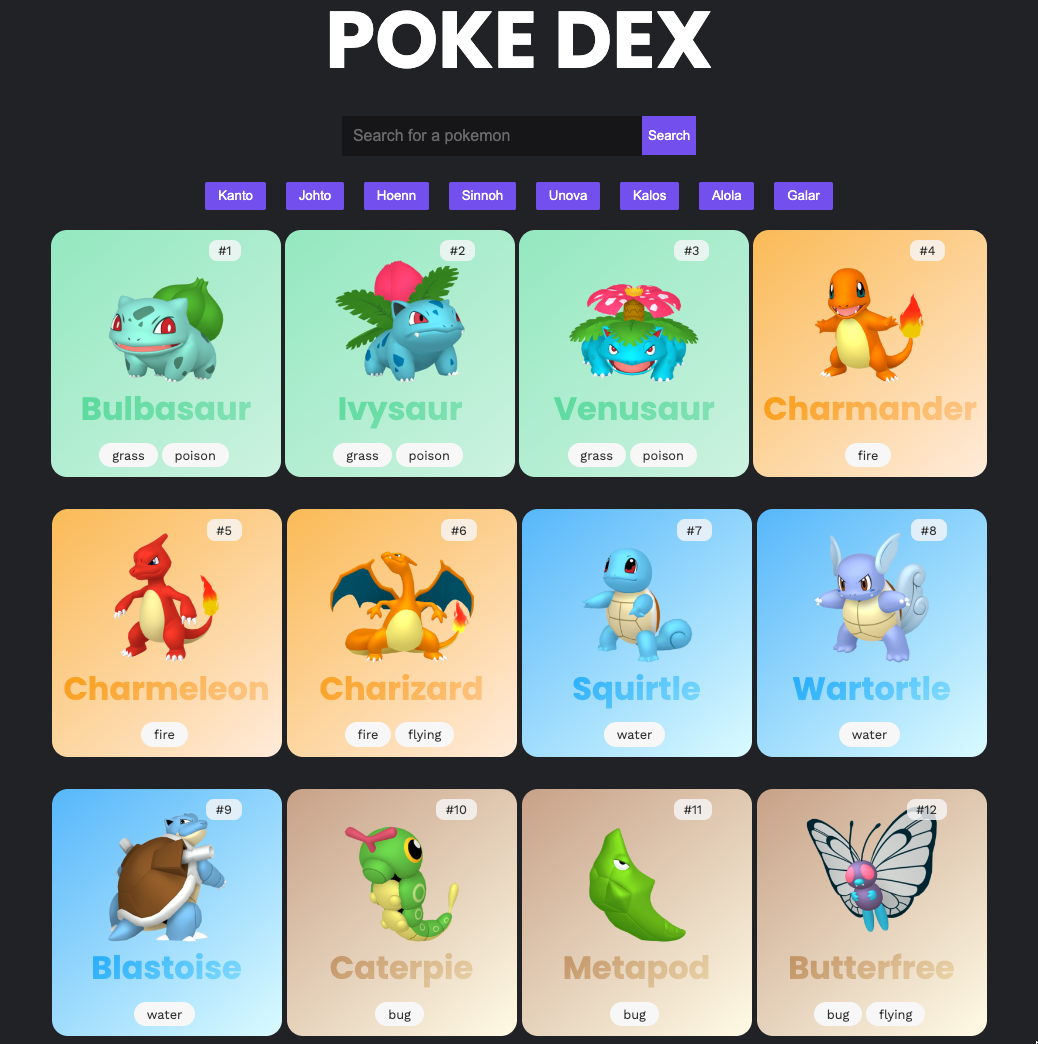 POKE DEX
Search for a pokemon Search
Kanto Johto Hoenn Sinnoh Unova Kalos Alola Galar
#1 #2 #3 #4
Bulbasaur Ivysaur Venusaur Charmander
grass poison grass poison grass poison fire
#5 #6 #7 #8
Charmeleon Charizard Squirtle Wartortle
fire fire flying water water
#9 #10 #11 #12
Blastoise Caterpie Metapod Butterfree
water bug bug bug flying